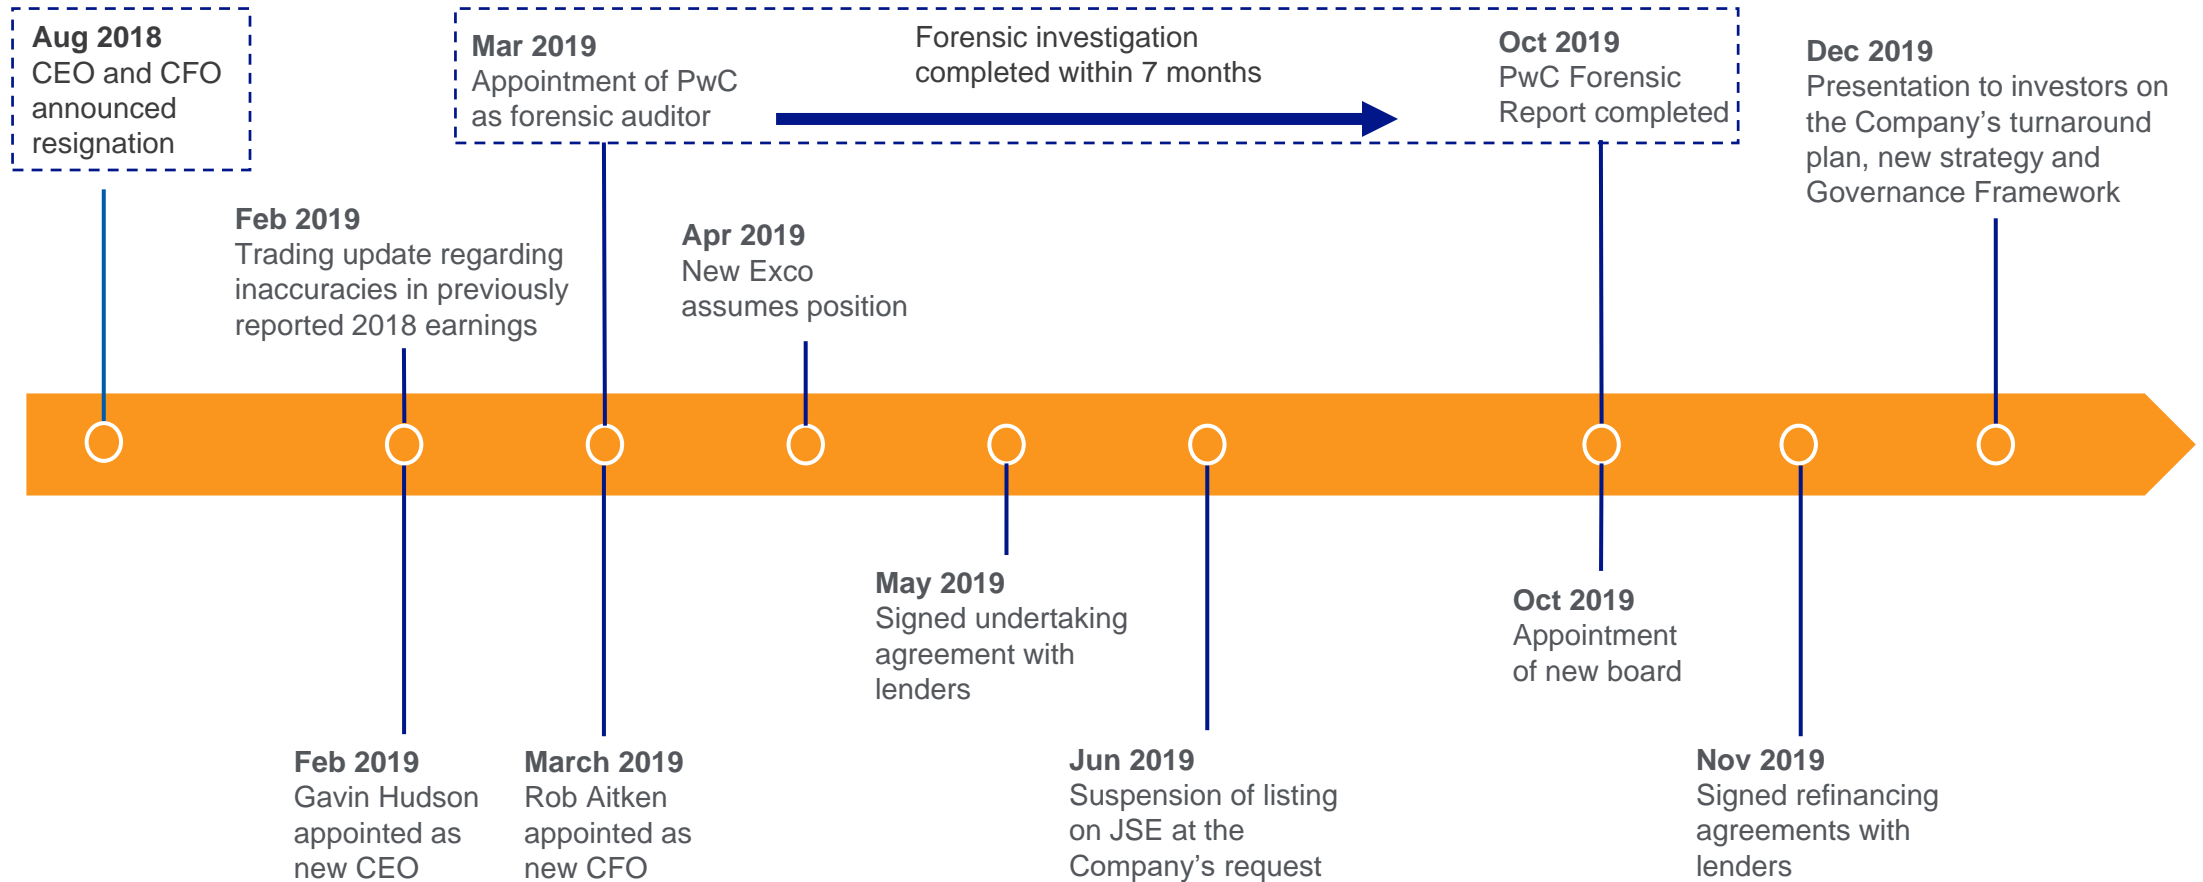 Aug 2018
CEO and CFO
announced
resignation
Mar 2019
Appointment of PwC
as forensic auditor
Forensic investigation
completed within 7 months
Oct 2019
PwC Forensic
Report completed
Dec 2019
Presentation to investors on
the Company’s turnaround
plan, new strategy and
Governance Framework
Feb 2019
Trading update regarding
inaccuracies in previously
reported 2018 earnings
Apr 2019
New Exco
assumes position
May 2019
Signed undertaking
agreement with
lenders
Oct 2019
Appointment
of new board
Feb 2019
Gavin Hudson
appointed as
new CEO
March 2019
Rob Aitken
appointed as
new CFO
Jun 2019
Suspension of listing
on JSE at the
Company’s request
Nov 2019
Signed refinancing
agreements with
lenders